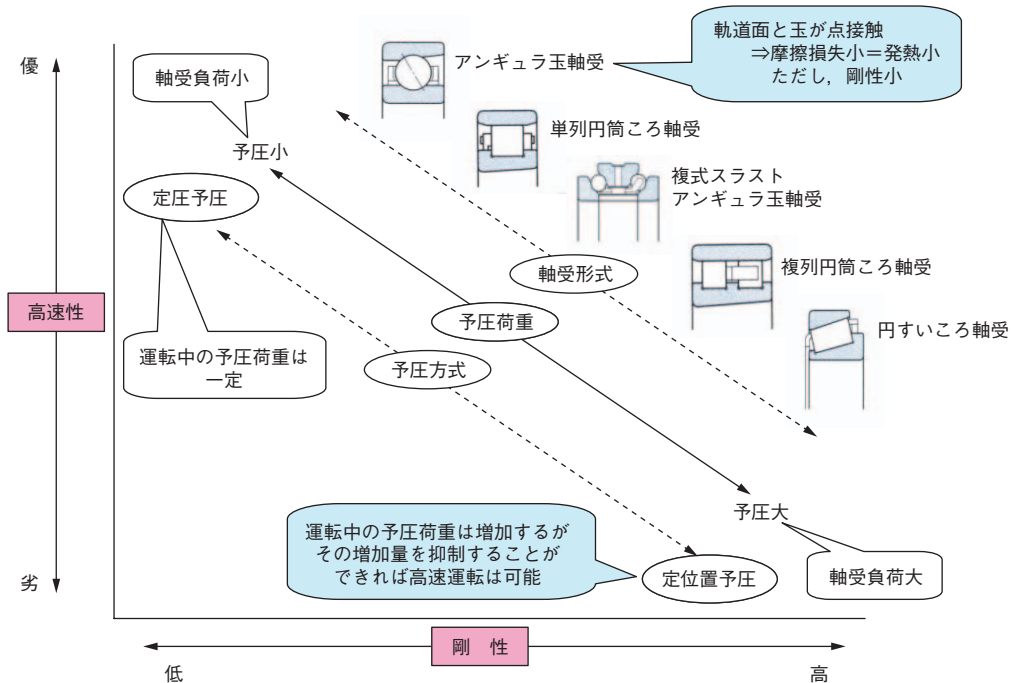 軌道面と玉が点接触
⇒摩擦損失小＝発熱小
ただし，剛性小
優
アンギュラ玉軸受
軸受負荷小
単列円筒ころ軸受
予圧小
複式スラスト
アンギュラ玉軸受
定圧予圧
軸受形式
複列円筒ころ軸受
高速性
予圧荷重
円すいころ軸受
運転中の予圧荷重は
一定
予圧方式
予圧大
運転中の予圧荷重は増加するが
その増加量を抑制することが
できれば高速運転は可能
定位置予圧
軸受負荷大
劣
剛　性
低
高